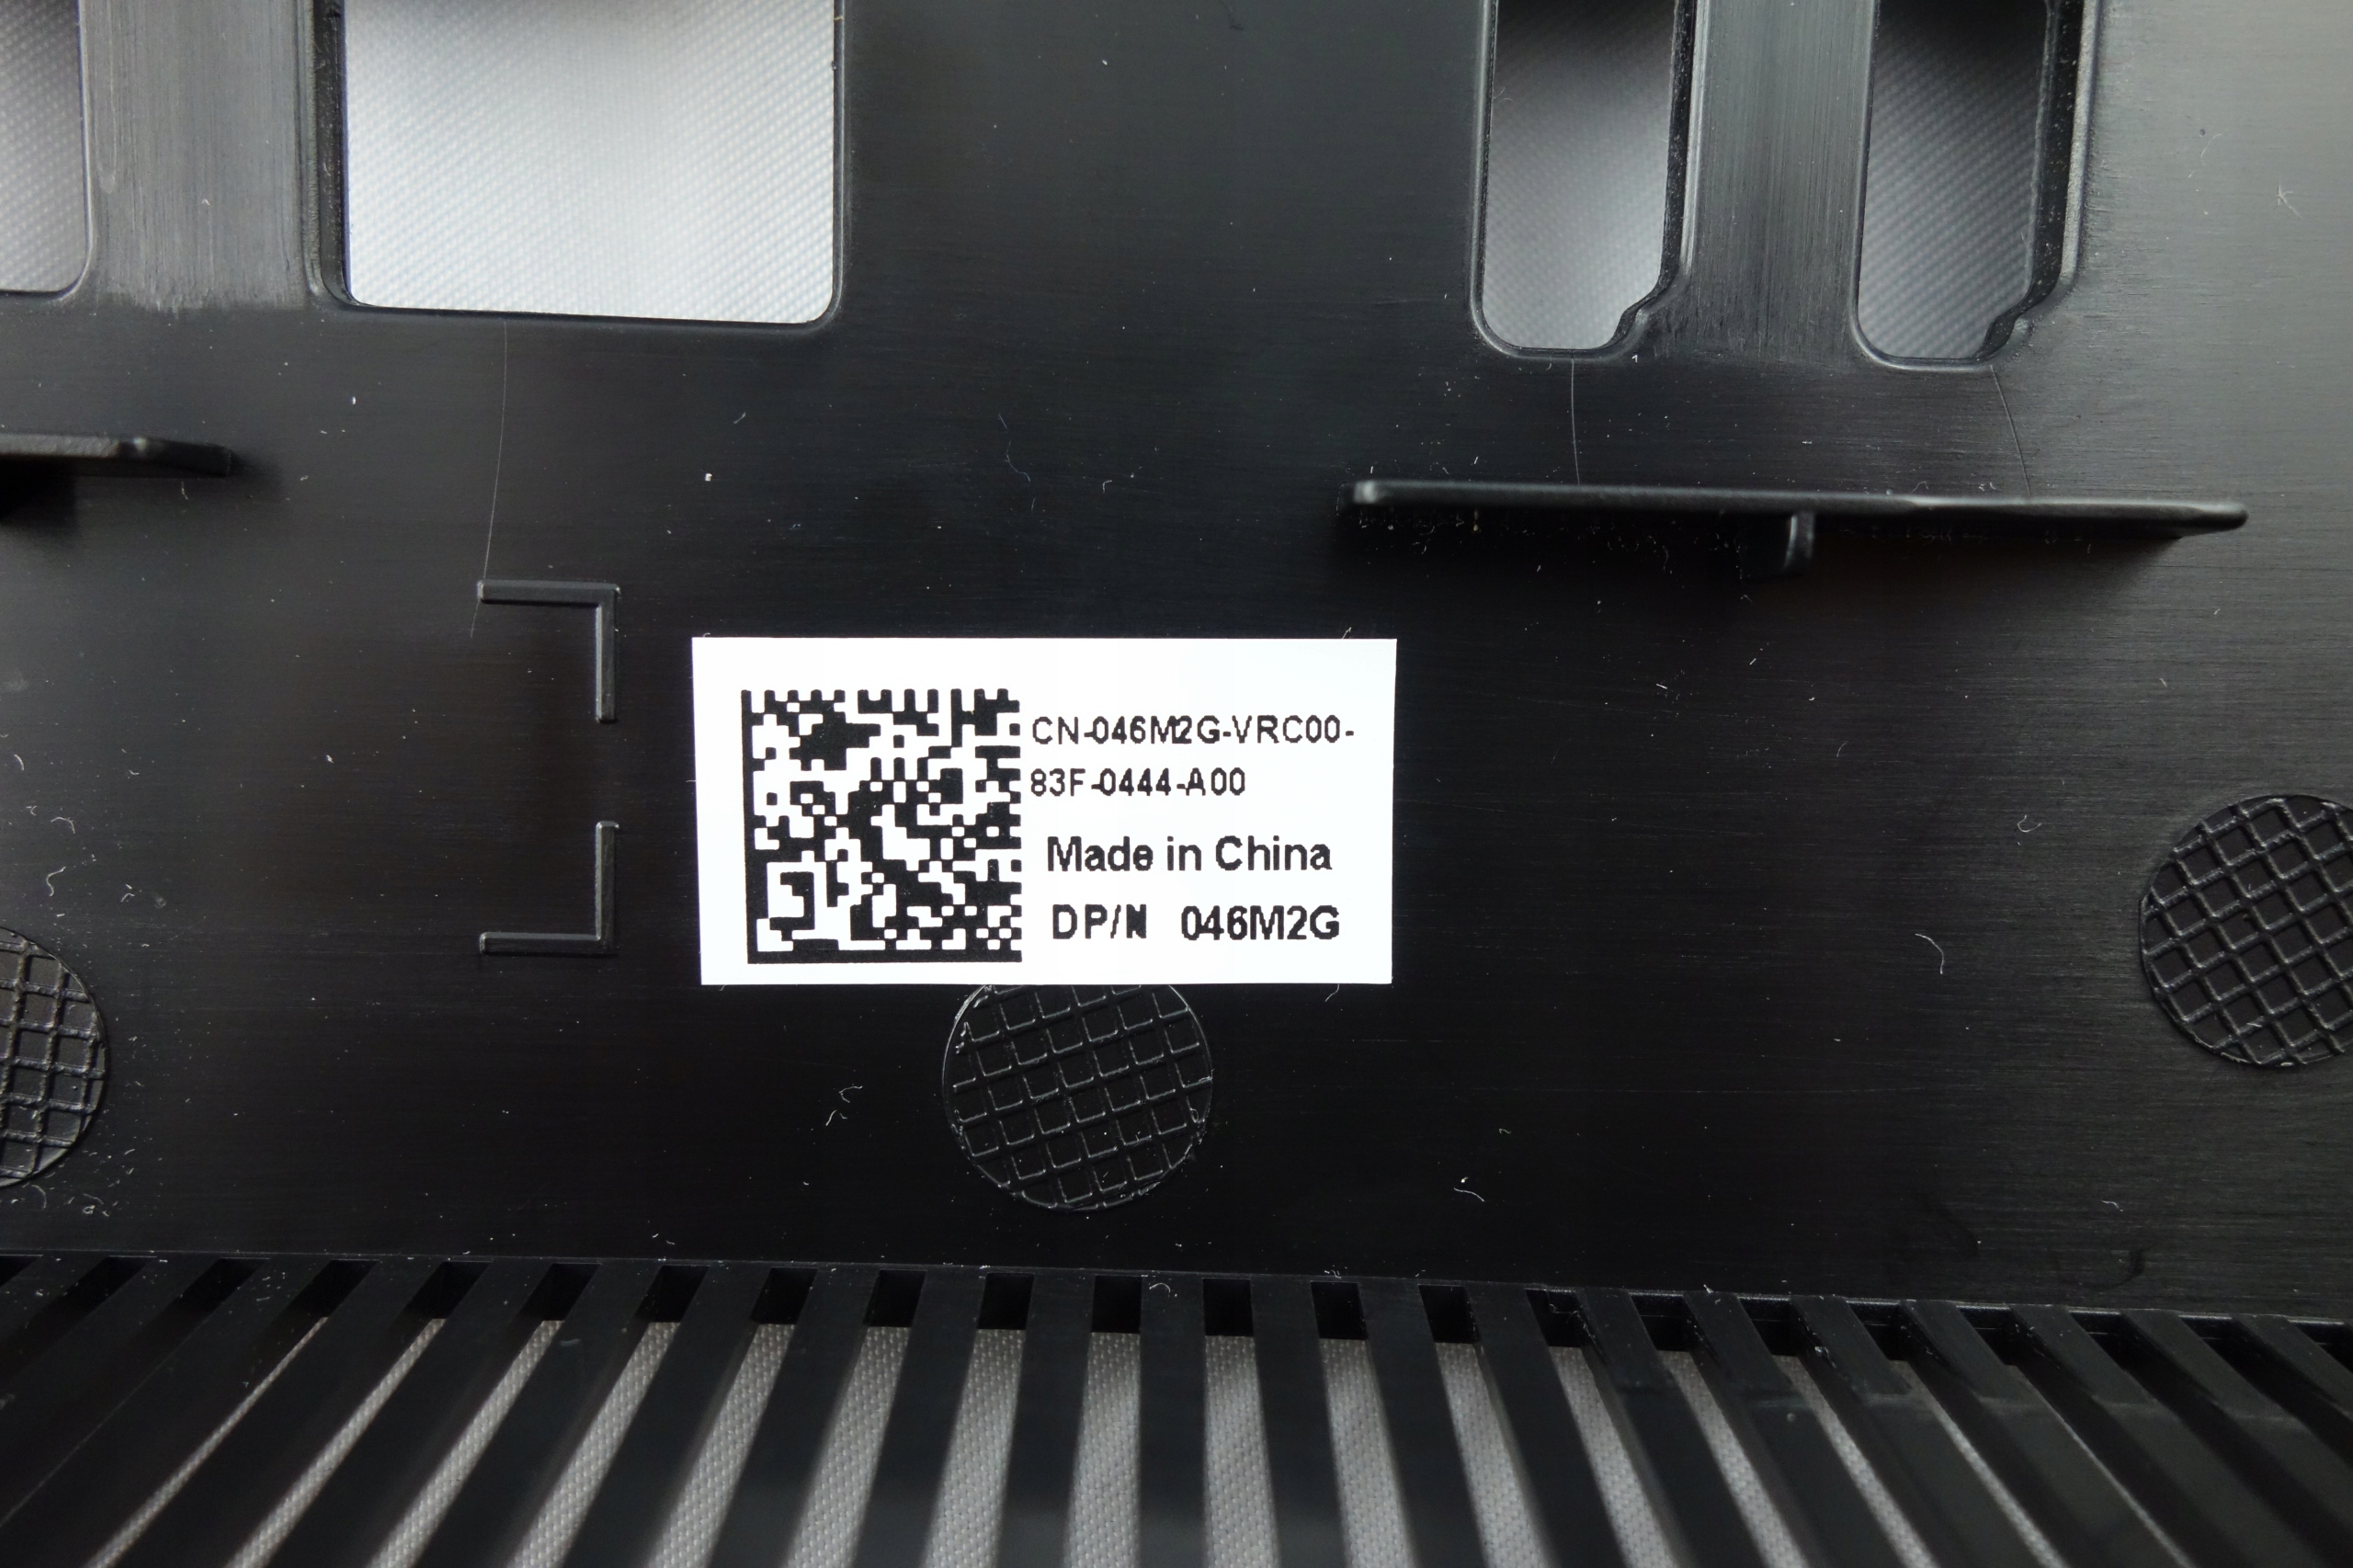 CN-046M2G-VRC00-
83F-0444-A00
Made in China
DP/N 046M2G